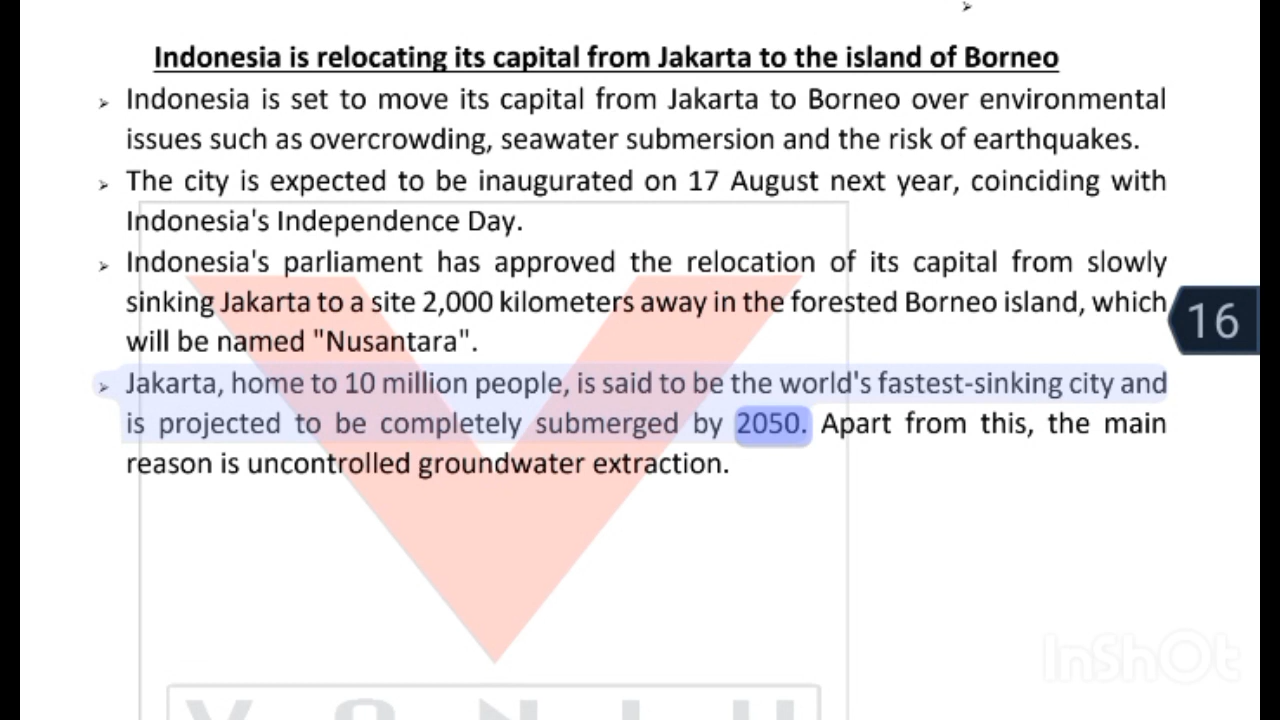 Indonesia is relocating its capital from Jakarta to the island of Borneo
➢ Indonesia is set to move its capital from Jakarta to Borneo over environmental
issues such as overcrowding, seawater submersion and the risk of earthquakes.
➢ The city is expected to be inaugurated on 17 August next year, coinciding with
Indonesia's Independence Day.
➢ Indonesia's parliament has approved the relocation of its capital from slowly
sinking Jakarta to a site 2,000 kilometers away in the forested Borneo island, which
will be named "Nusantara".
16
➢ Jakarta, home to 10 million people, is said to be the world's fastest-sinking city and
is projected to be completely submerged by 2050. Apart from this, the main
reason is uncontrolled groundwater extraction.
InShOt